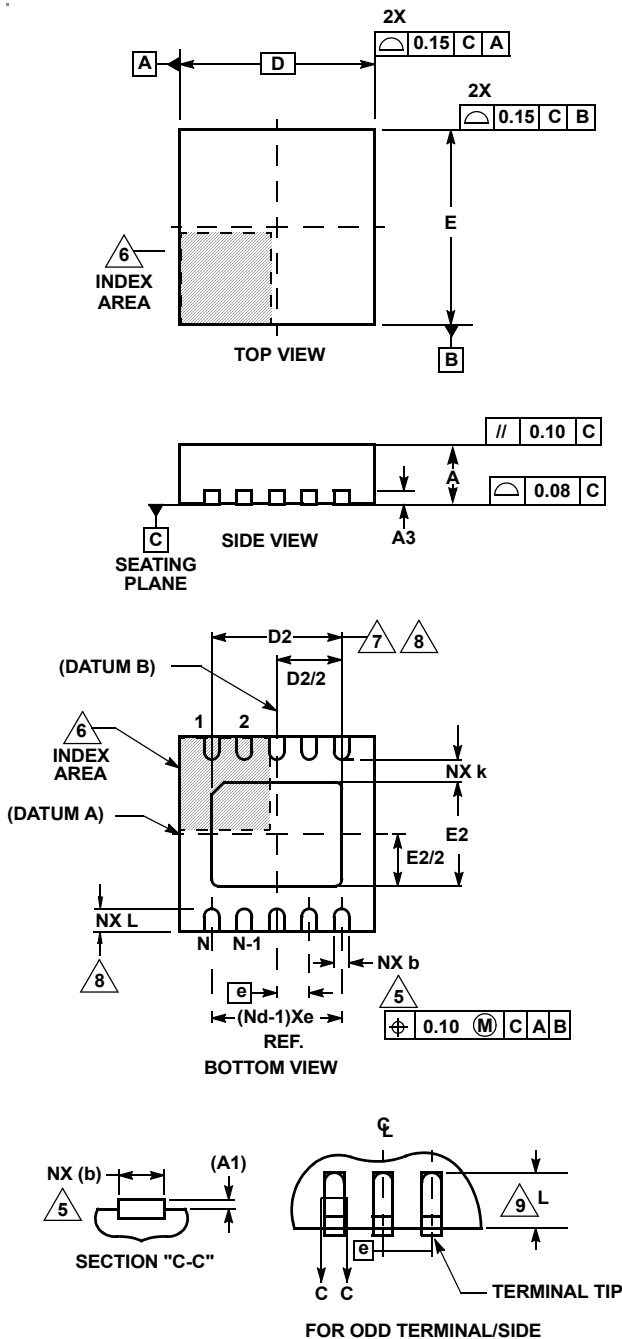 2X
⌓ 0.15 C A
A
D
2X
⌓ 0.15 C B
E
6
INDEX
AREA
TOP VIEW
B
// 0.10 C
A
⌓ 0.08 C
C
SEATING
PLANE
SIDE VIEW
A3
D2
7
8
(DATUM B)
D2/2
6
INDEX
AREA
1
2
NX k
(DATUM A)
E2
E2/2
NX L
8
N
N-1
NX b
5
e
(Nd-1)Xe
REF.
⌖ 0.10 Ⓜ C A B
BOTTOM VIEW
NX (b)
5
(A1)
SECTION "C-C"
℄
9
L
e
C C
TERMINAL TIP
FOR ODD TERMINAL/SIDE